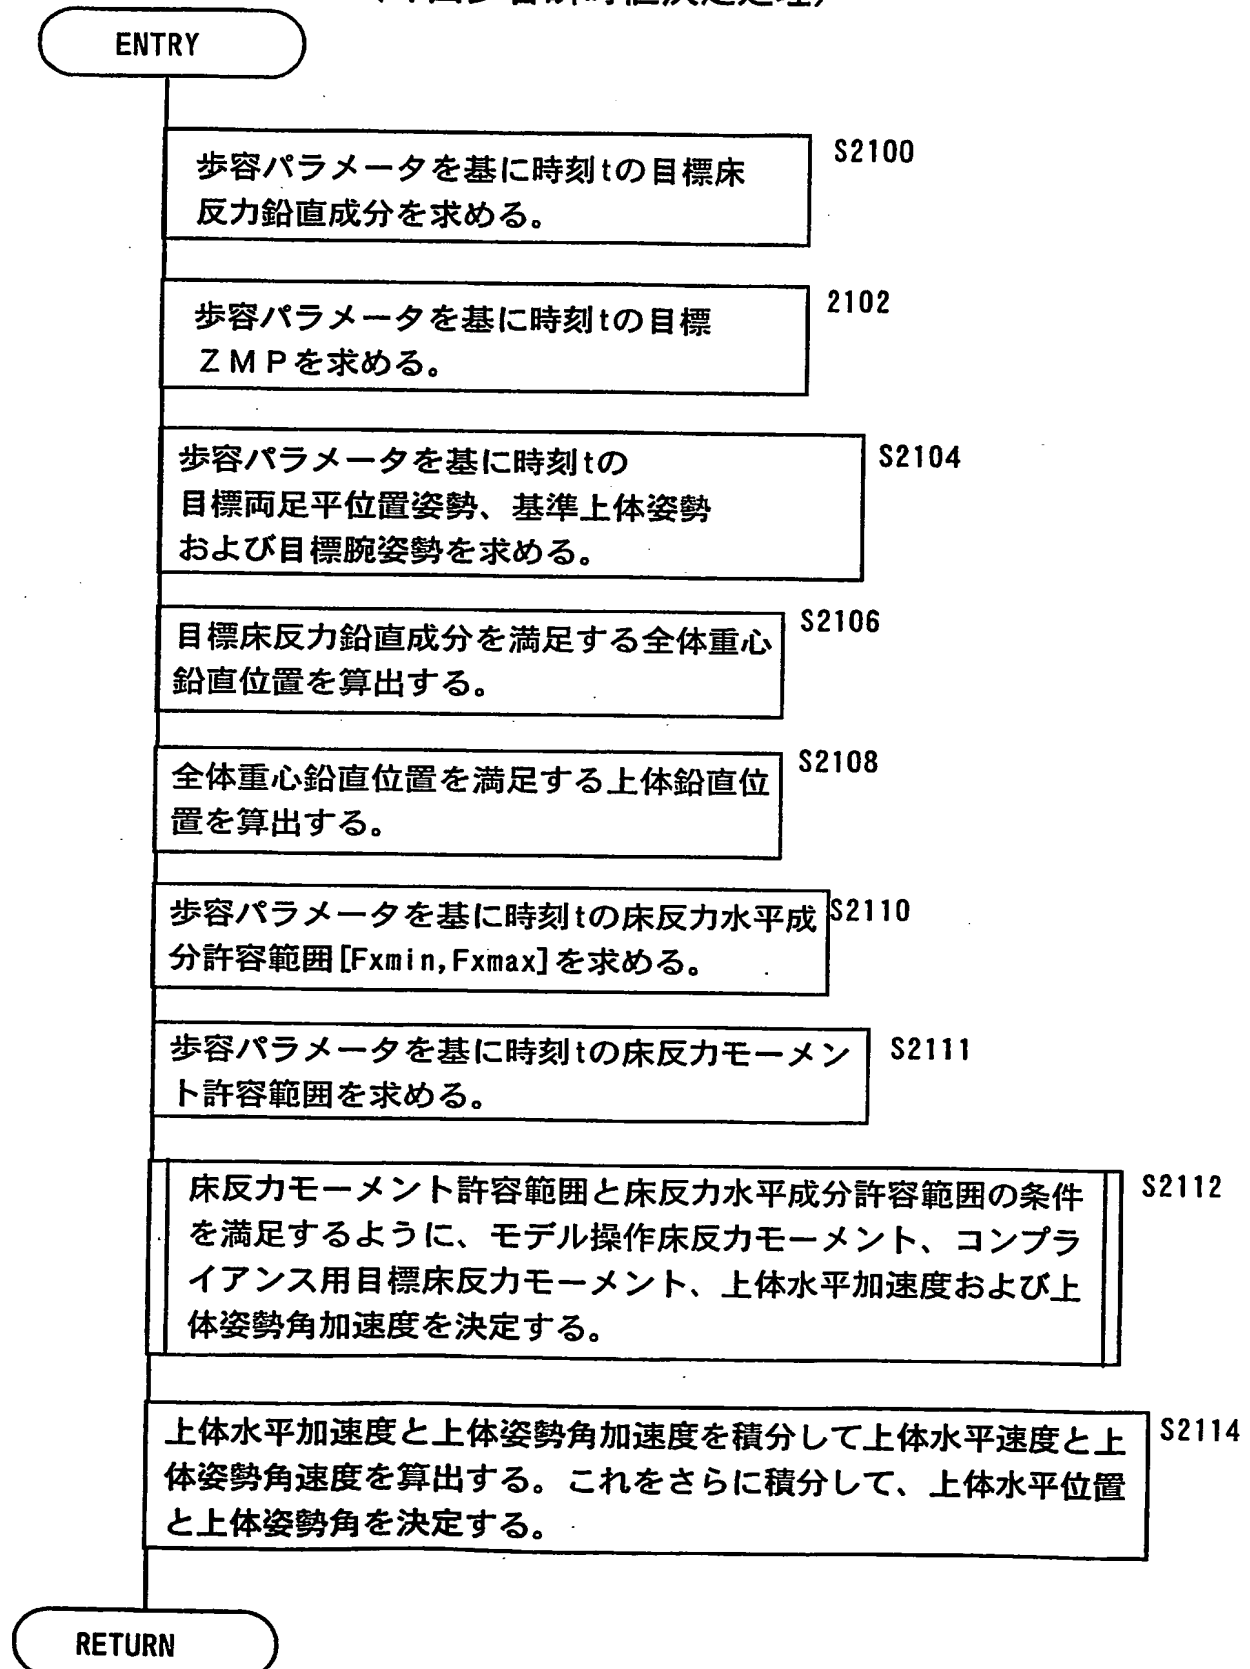 ENTRY
歩容パラメータを基に時刻tの目標床
反力鉛直成分を求める。
S2100
歩容パラメータを基に時刻tの目標
ZMPを求める。
2102
歩容パラメータを基に時刻tの
目標両足平位置姿勢、基準上体姿勢
および目標腕姿勢を求める。
S2104
目標床反力鉛直成分を満足する全体重心
鉛直位置を算出する。
S2106
全体重心鉛直位置を満足する上体鉛直位
置を算出する。
S2108
歩容パラメータを基に時刻tの床反力水平成
分許容範囲[Fxmin,Fxmax]を求める。
S2110
歩容パラメータを基に時刻tの床反力モーメン
ト許容範囲を求める。
S2111
床反力モーメント許容範囲と床反力水平成分許容範囲の条件
を満足するように、モデル操作床反力モーメント、コンプラ
イアンス用目標床反力モーメント、上体水平加速度および上
体姿勢角加速度を決定する。
S2112
上体水平加速度と上体姿勢角加速度を積分して上体水平速度と上
体姿勢角速度を算出する。これをさらに積分して、上体水平位置
と上体姿勢角を決定する。
S2114
RETURN